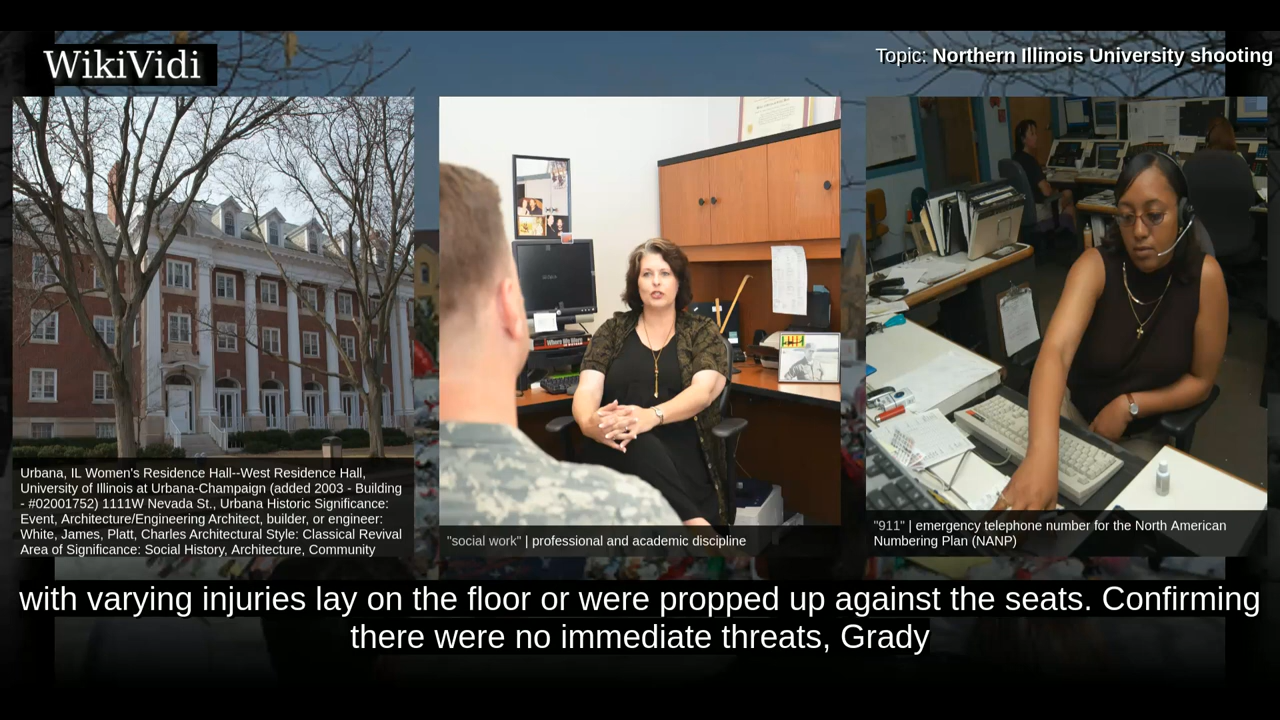 WikiVidi
Topic: Northern Illinois University shooting
Urbana, IL Women's Residence Hall--West Residence Hall,
University of Illinois at Urbana-Champaign (added 2003 - Building
- #02001752) 1111W Nevada St., Urbana Historic Significance:
Event, Architecture/Engineering Architect, builder, or engineer:
White, James, Platt, Charles Architectural Style: Classical Revival
Area of Significance: Social History, Architecture, Community
"social work" | professional and academic discipline
"911" | emergency telephone number for the North American
Numbering Plan (NANP)
with varying injuries lay on the floor or were propped up against the seats. Confirming
there were no immediate threats, Grady